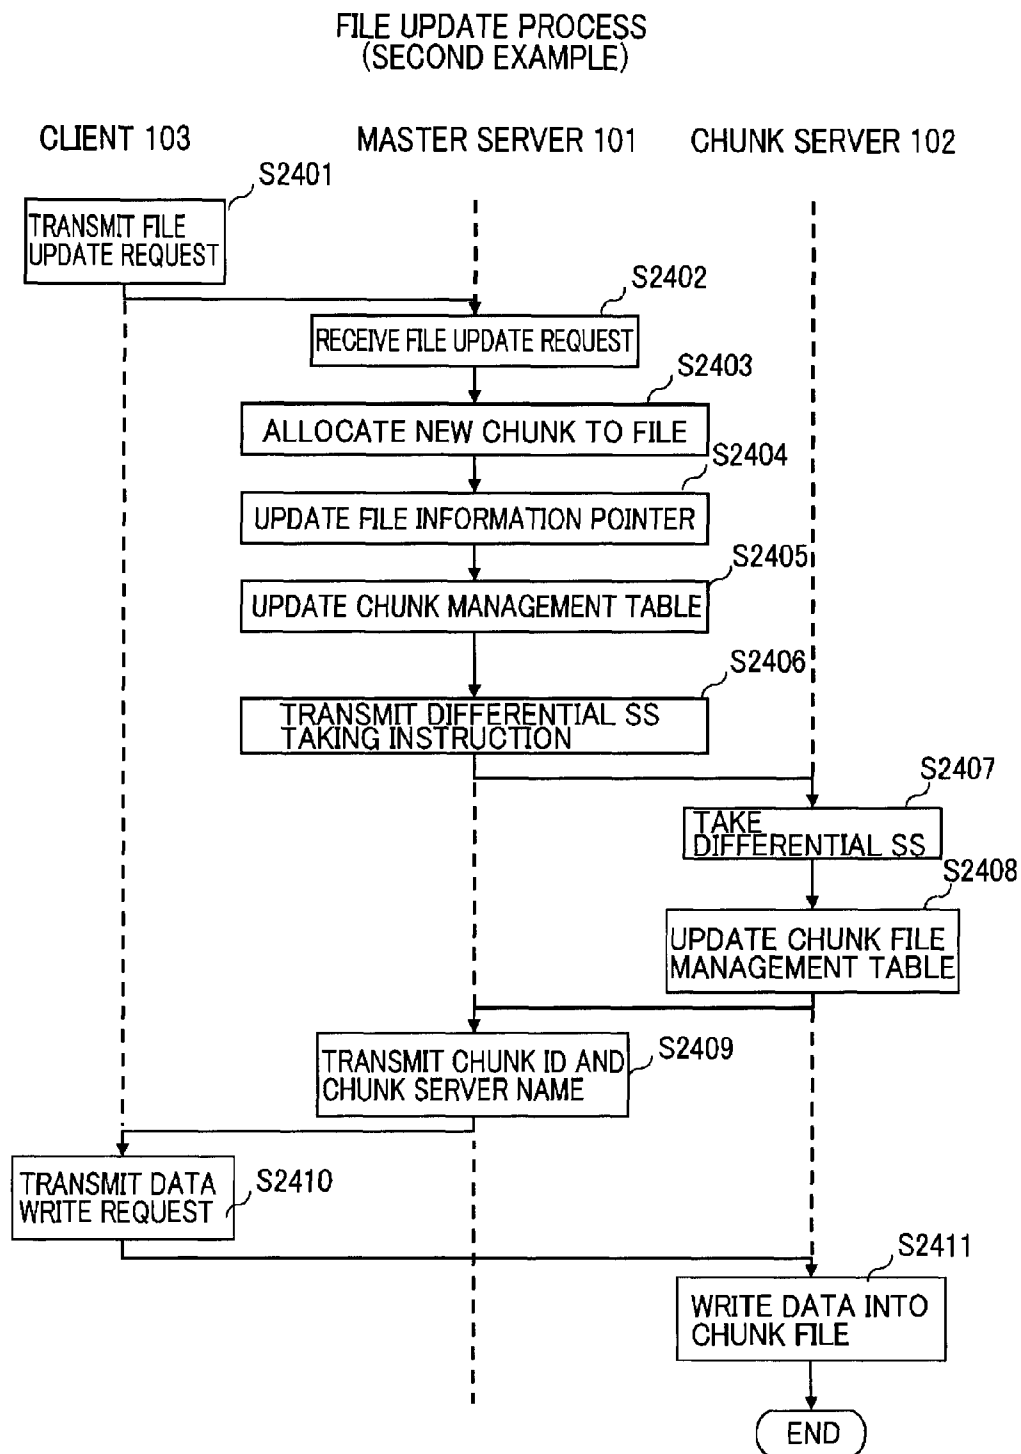 FILE UPDATE PROCESS
(SECOND EXAMPLE)
CLIENT 103
MASTER SERVER 101
CHUNK SERVER 102
S2401
TRANSMIT FILE
UPDATE REQUEST
S2402
RECEIVE FILE UPDATE REQUEST
S2403
ALLOCATE NEW CHUNK TO FILE
S2404
UPDATE FILE INFORMATION POINTER
S2405
UPDATE CHUNK MANAGEMENT TABLE
S2406
TRANSMIT DIFFERENTIAL SS
TAKING INSTRUCTION
S2407
TAKE
DIFFERENTIAL SS
S2408
UPDATE CHUNK FILE
MANAGEMENT TABLE
S2409
TRANSMIT CHUNK ID AND
CHUNK SERVER NAME
S2410
TRANSMIT DATA
WRITE REQUEST
S2411
WRITE DATA INTO
CHUNK FILE
END